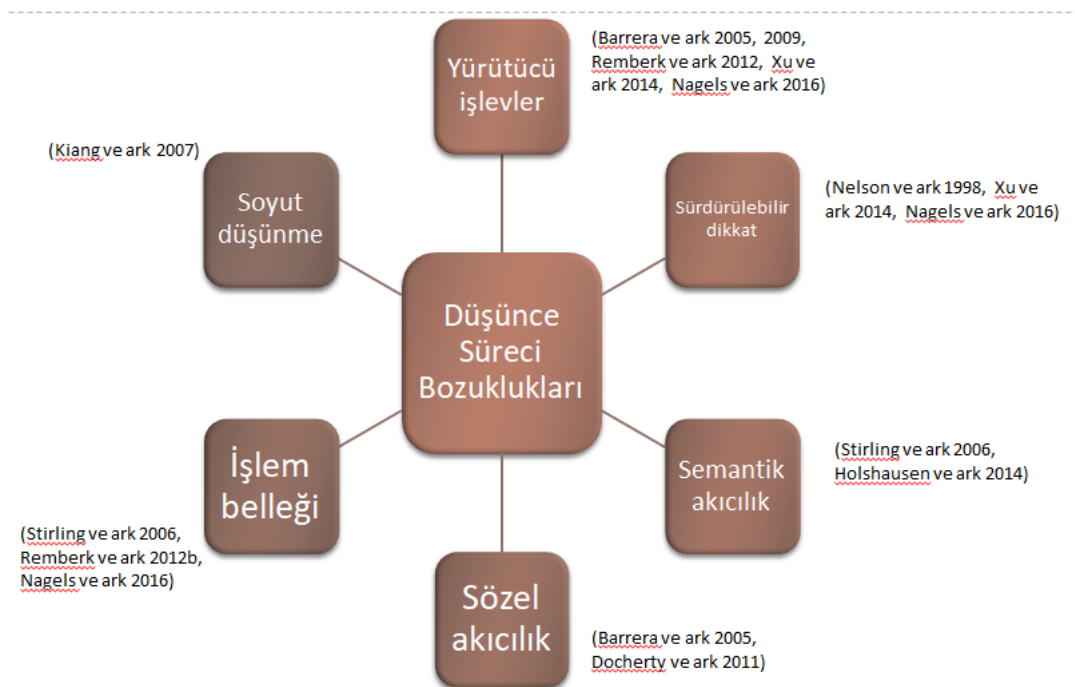 Yürütücü
işlevler
(Barrera ve ark 2005, 2009,
Remberk ve ark 2012, Xu ve
ark 2014, Nagels ve ark 2016)
(Kiang ve ark 2007)
Soyut
düşünme
Sürdürülebilir
dikkat
(Nelson ve ark 1998, Xu ve
ark 2014, Nagels ve ark 2016)
Düşünce
Süreci
Bozuklukları
İşlem
belleği
(Stirling ve ark 2006,
Remberk ve ark 2012b,
Nagels ve ark 2016)
Semantik
akıcılık
(Stirling ve ark 2006,
Holshausen ve ark 2014)
Sözel
akıcılık
(Barrera ve ark 2005,
Docherty ve ark 2011)